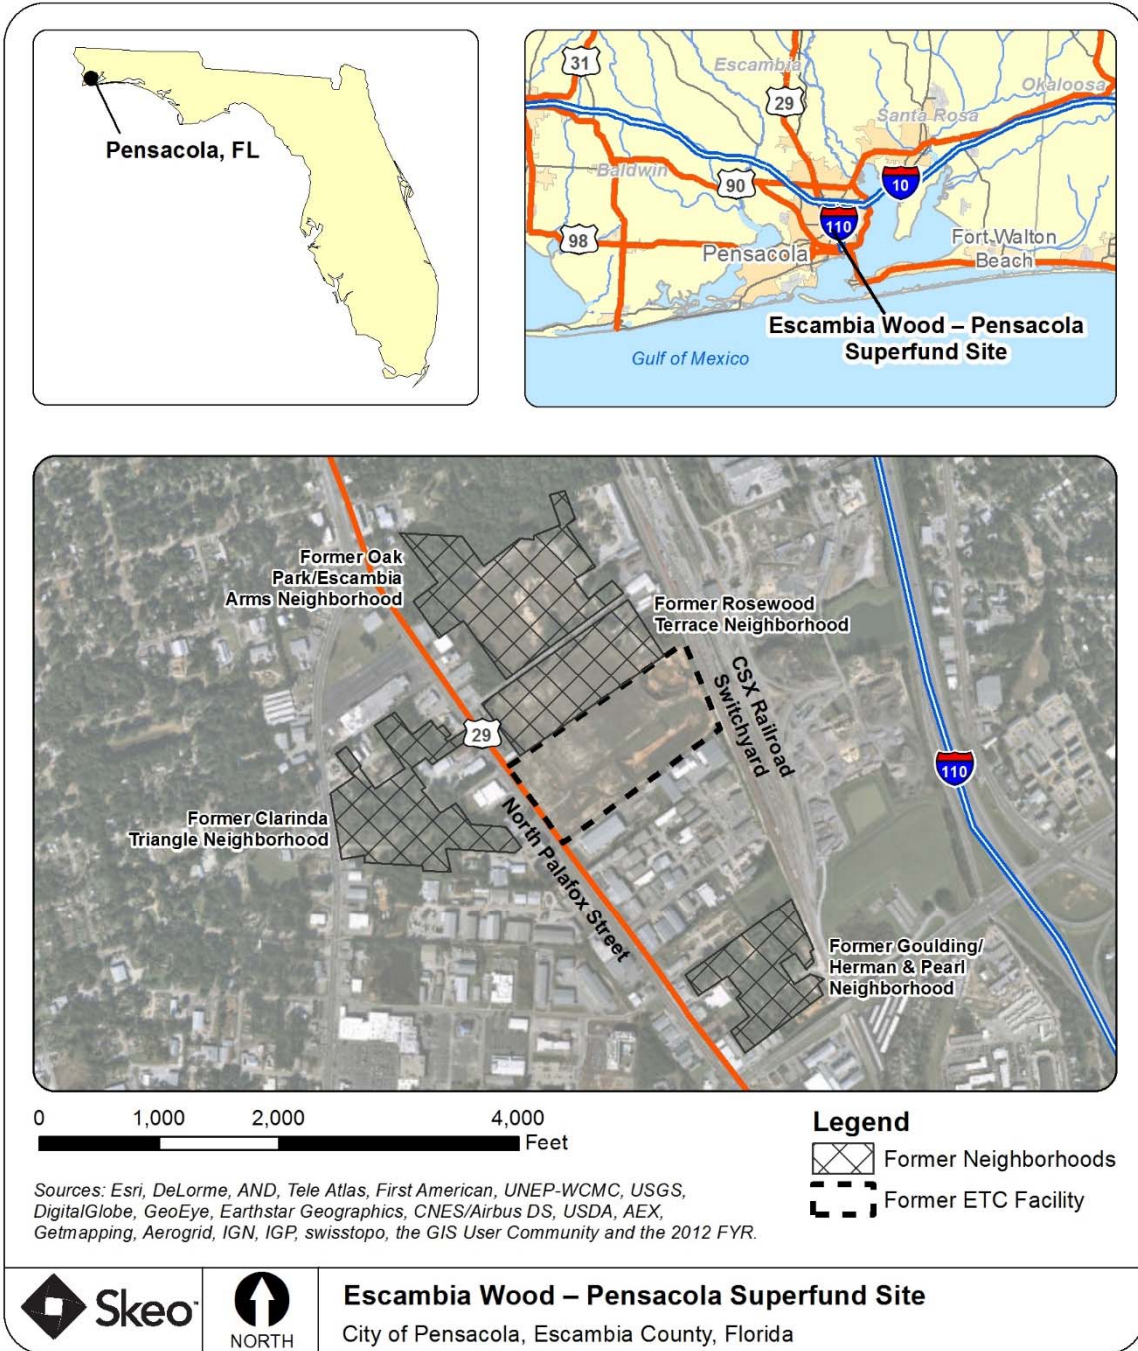 Pensacola, FL
31
Escambia
29
Okaloosa
Santa Rosa
Baldwin
90
10
110
98
Pensacola
Fort Walton
Beach
Escambia Wood – Pensacola
Superfund Site
Gulf of Mexico
Former Oak
Park/Escambia
Arms Neighborhood
Former Rosewood
Terrace Neighborhood
CSX Railroad
Switchyard
29
110
Former Clarinda
Triangle Neighborhood
North Palafox Street
Former Goulding/
Herman & Pearl
Neighborhood
0 1,000 2,000 4,000
Feet
Legend
Former Neighborhoods
Former ETC Facility
Sources: Esri, DeLorme, AND, Tele Atlas, First American, UNEP-WCMC, USGS,
DigitalGlobe, GeoEye, Earthstar Geographics, CNES/Airbus DS, USDA, AEX,
Getmapping, Aerogrid, IGN, IGP, swisstopo, the GIS User Community and the 2012 FYR.
Skeo
NORTH
Escambia Wood – Pensacola Superfund Site
City of Pensacola, Escambia County, Florida